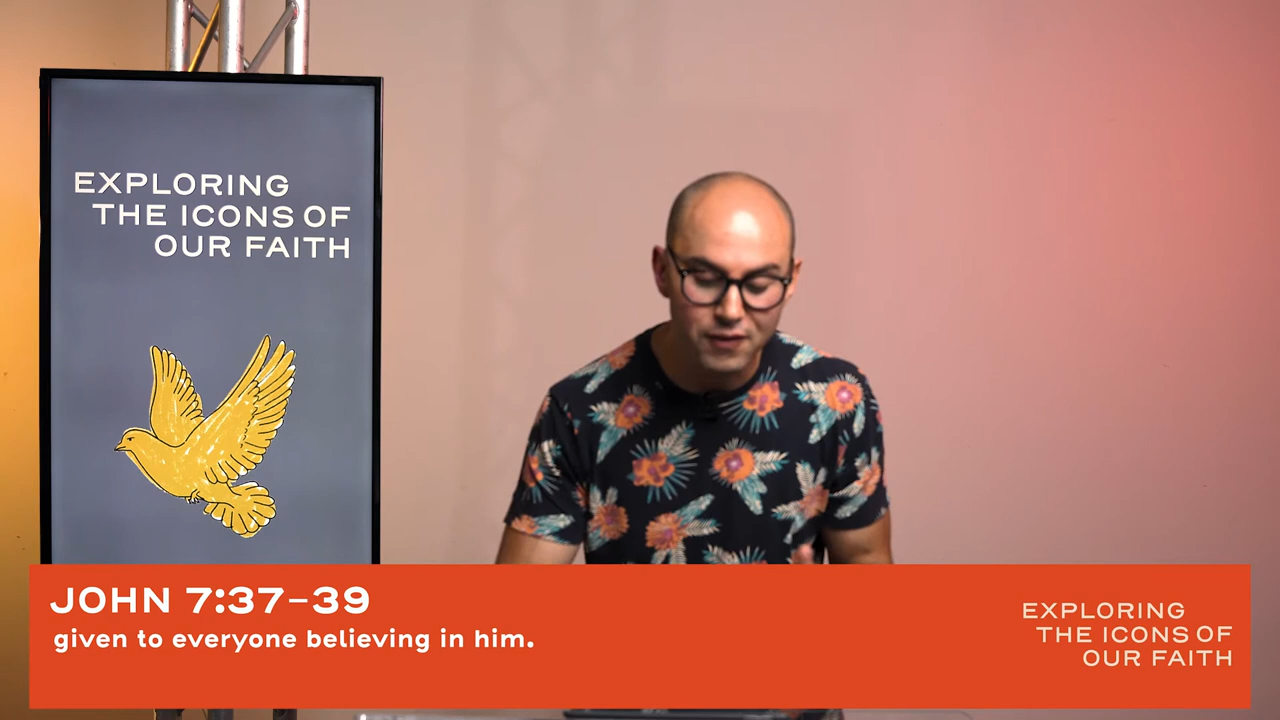 EXPLORING
THE ICONS OF
OUR FAITH
JOHN 7:37-39
given to everyone believing in him.
EXPLORING
THE ICONS OF
OUR FAITH